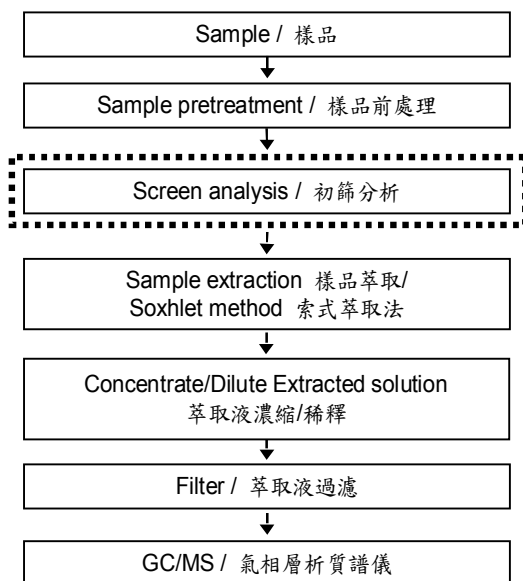 Sample / 樣品
Sample pretreatment / 樣品前處理
Screen analysis / 初篩分析
Sample extraction 樣品萃取/
Soxhlet method 索式萃取法
Concentrate/Dilute Extracted solution
萃取液濃縮/稀釋
Filter / 萃取液過濾
GC/MS / 氣相層析質譜儀